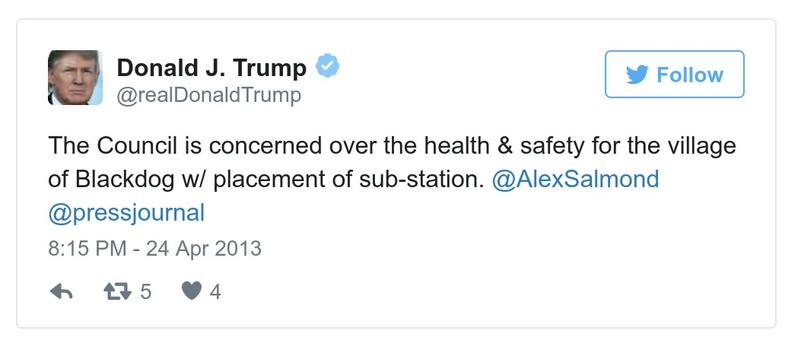 Donald J. Trump
Follow
@realDonaldTrump
The Council is concerned over the health & safety for the village
of Blackdog w/ placement of sub-station. @AlexSalmond
@pressjournal
8:15 PM - 24 Apr 2013
5 4